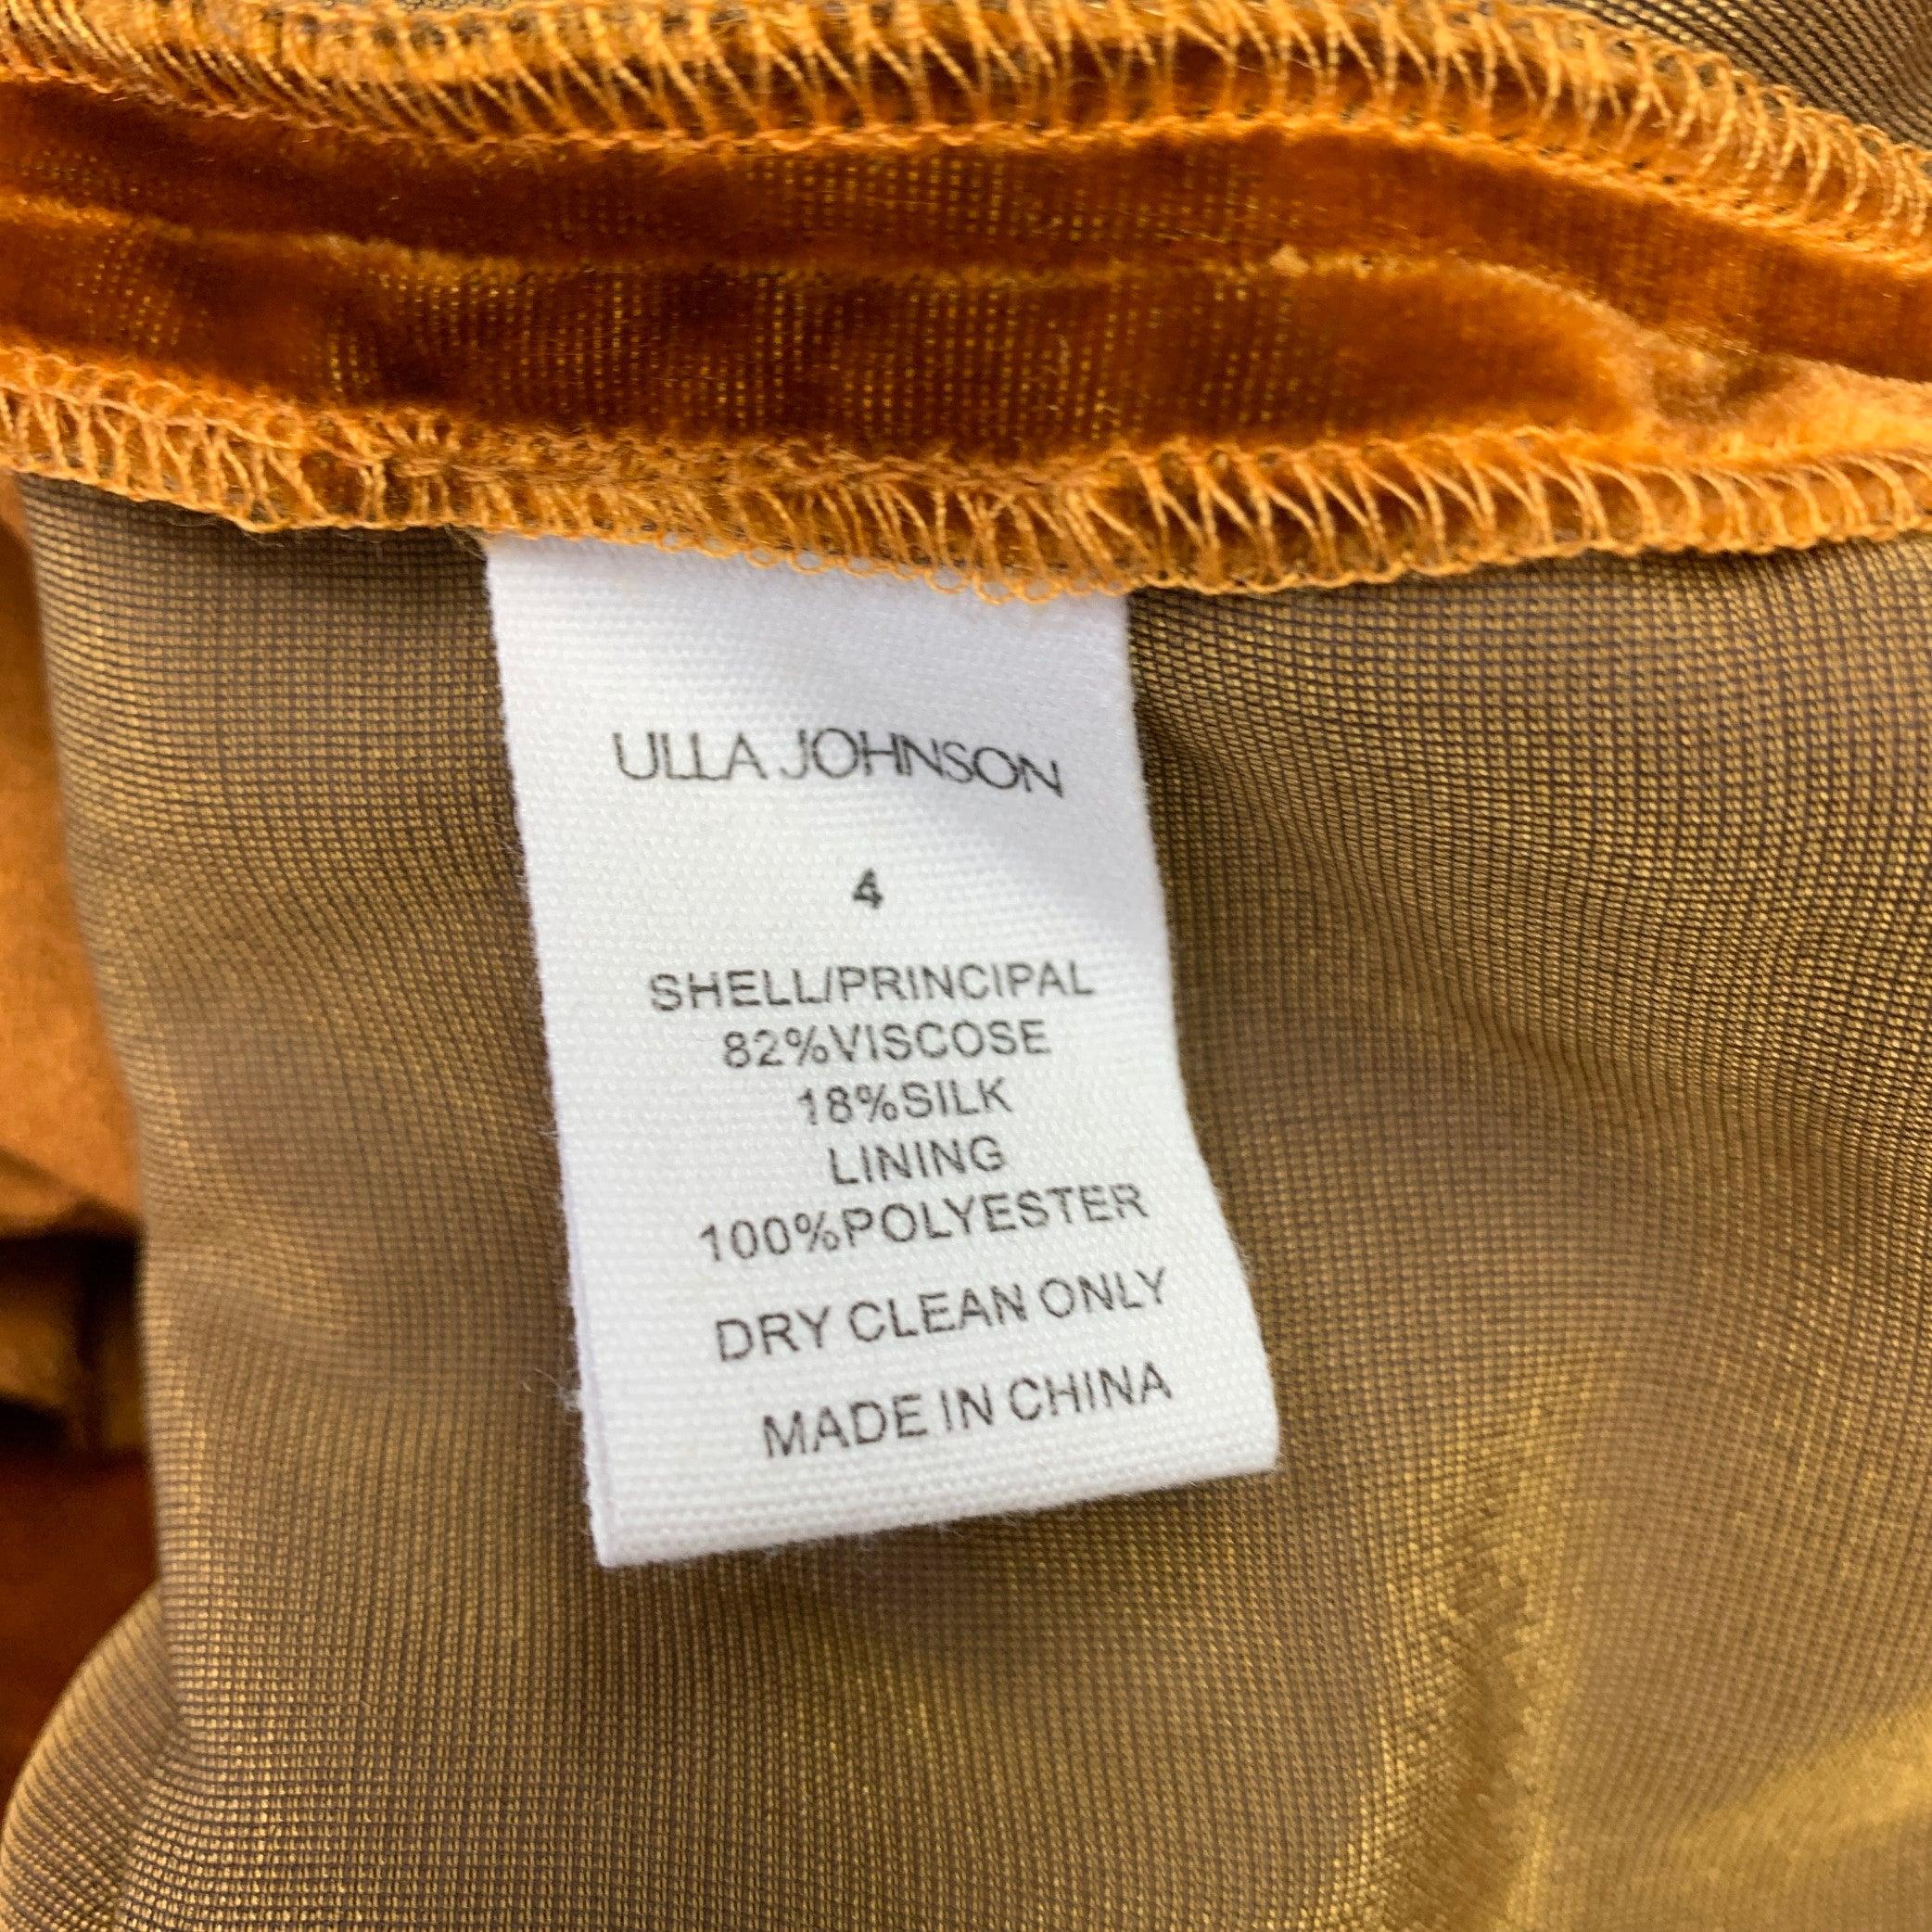 ULLA JOHNSON
4
SHELL/PRINCIPAL
82%VISCOSE
18%SILK
LINING
100%POLYESTER
DRY CLEAN ONLY
MADE IN CHINA